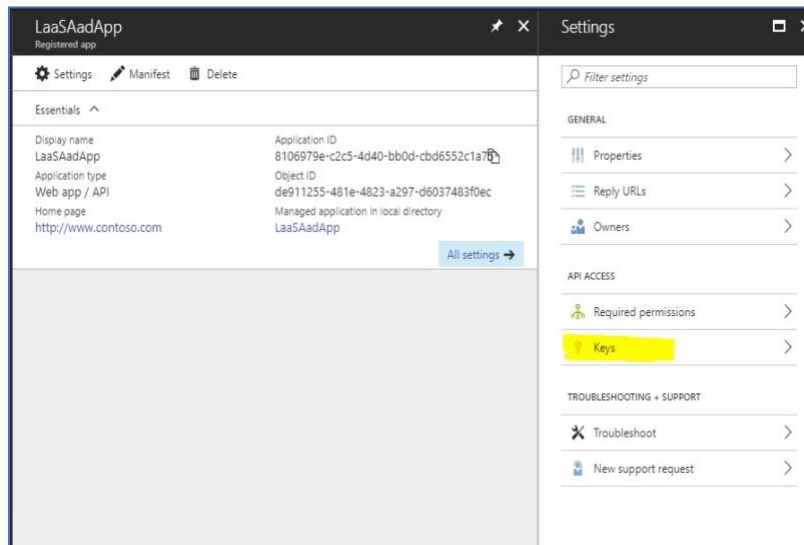 LaaSAadApp
Registered app
Settings
Manifest
Delete
Essentials
Display name
LaaSAadApp
Application type
Web app / API
Home page
http://www.contoso.com
Application ID
8106979e-c2c5-4d40-bb0d-cbd6552c1a75
Object ID
de911255-481e-4823-a297-d6037483f0ec
Managed application in local directory
LaaSAadApp
All settings
Settings
Filter settings
GENERAL
Properties
Reply URLs
Owners
API ACCESS
Required permissions
Keys
TROUBLESHOOTING + SUPPORT
Troubleshoot
New support request